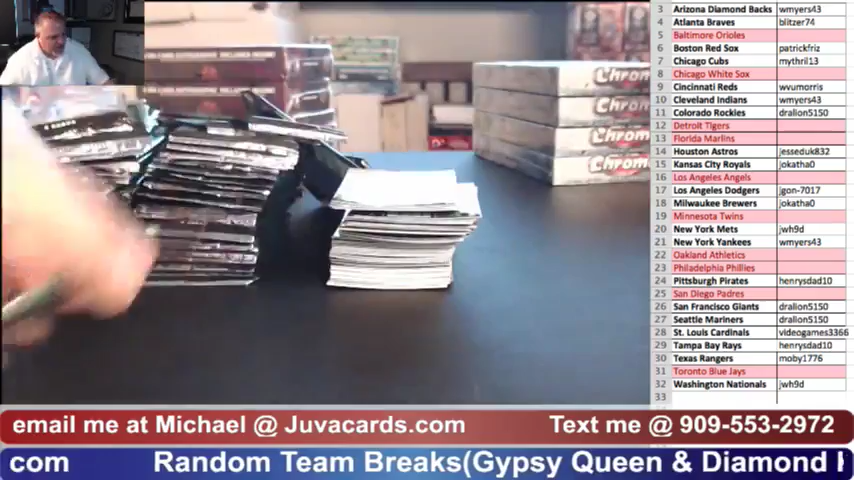 3 Arizona Diamond Backs wmyers43
4 Atlanta Braves blitzer74
5 Baltimore Orioles
6 Boston Red Sox patrickfriz
7 Chicago Cubs mythril13
8 Chicago White Sox
9 Cincinnati Reds wvumorris
10 Cleveland Indians wmyers43
11 Colorado Rockies dralion5150
12 Detroit Tigers
13 Florida Marlins
14 Houston Astros jesseduk832
15 Kansas City Royals jokatha0
16 Los Angeles Angels
17 Los Angeles Dodgers jgon-7017
18 Milwaukee Brewers jokatha0
19 Minnesota Twins
20 New York Mets jwh9d
21 New York Yankees wmyers43
22 Oakland Athletics
23 Philadelphia Phillies
24 Pittsburgh Pirates henrysdad10
25 San Diego Padres
26 San Francisco Giants dralion5150
27 Seattle Mariners dralion5150
28 St. Louis Cardinals videogames3366
29 Tampa Bay Rays henrysdad10
30 Texas Rangers moby1776
31 Toronto Blue Jays
32 Washington Nationals jwh9d
33
Chrom
Chrom
Chrom
Chrom
email me at Michael @ Juvacards.com Text me @ 909-553-2972
com Random Team Breaks(Gypsy Queen & Diamond